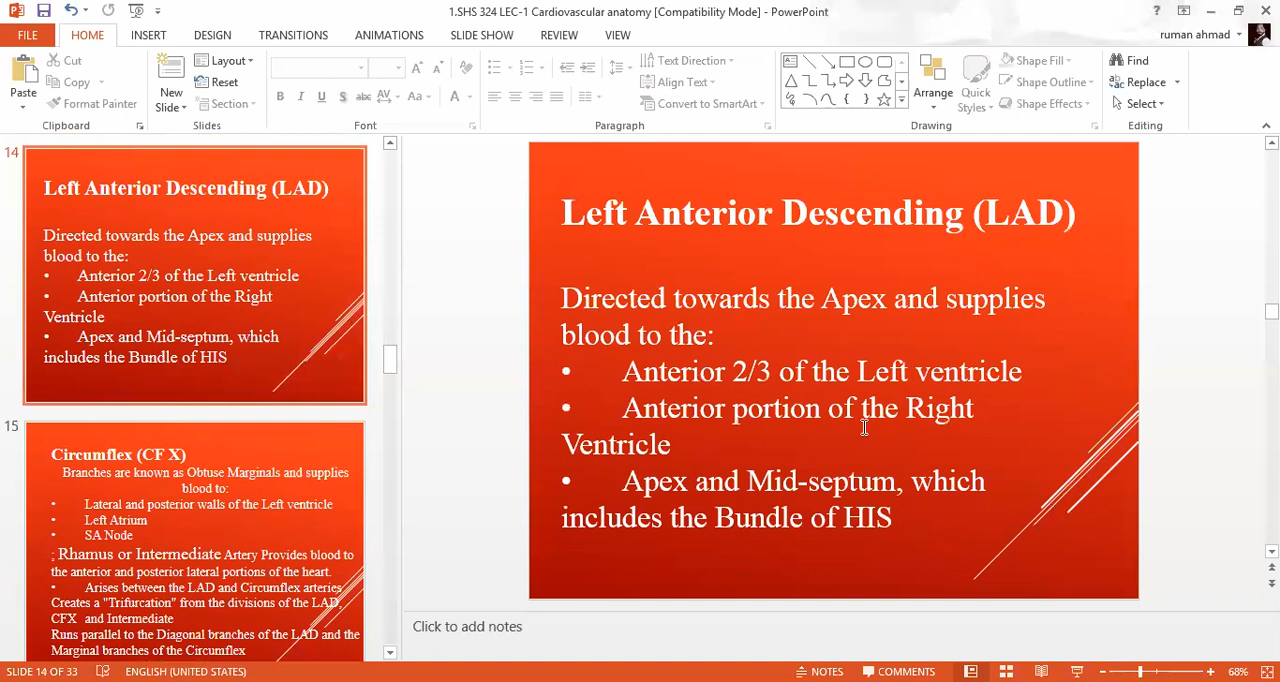 1.SHS 324 LEC-1 Cardiovascular anatomy [Compatibility Mode] - PowerPoint
FILE HOME INSERT DESIGN TRANSITIONS ANIMATIONS SLIDE SHOW REVIEW VIEW ruman ahmad
Paste
Cut
Copy
Format Painter
Clipboard
New
Slide
Layout
Reset
Section
Slides
B I U S abc AV Aa A
Font
Text Direction
Align Text
Convert to SmartArt
Paragraph
Arrange
Quick
Styles
Shape Fill
Shape Outline
Shape Effects
Drawing
Find
Replace
Select
Editing
14
Left Anterior Descending (LAD)
Directed towards the Apex and supplies
blood to the:
• Anterior 2/3 of the Left ventricle
• Anterior portion of the Right
Ventricle
• Apex and Mid-septum, which
includes the Bundle of HIS
15
Circumflex (CF X)
Branches are known as Obtuse Marginals and supplies
blood to:
• Lateral and posterior walls of the Left ventricle
• Left Atrium
• SA Node
; Rhamus or Intermediate Artery Provides blood to
the anterior and posterior lateral portions of the heart.
• Arises between the LAD and Circumflex arteries
Creates a "Trifurcation" from the divisions of the LAD,
CFX and Intermediate
Runs parallel to the Diagonal branches of the LAD and the
Marginal branches of the Circumflex
Left Anterior Descending (LAD)
Directed towards the Apex and supplies
blood to the:
• Anterior 2/3 of the Left ventricle
• Anterior portion of the Right
Ventricle
• Apex and Mid-septum, which
includes the Bundle of HIS
Click to add notes
SLIDE 14 OF 33 ENGLISH (UNITED STATES) NOTES COMMENTS 68%